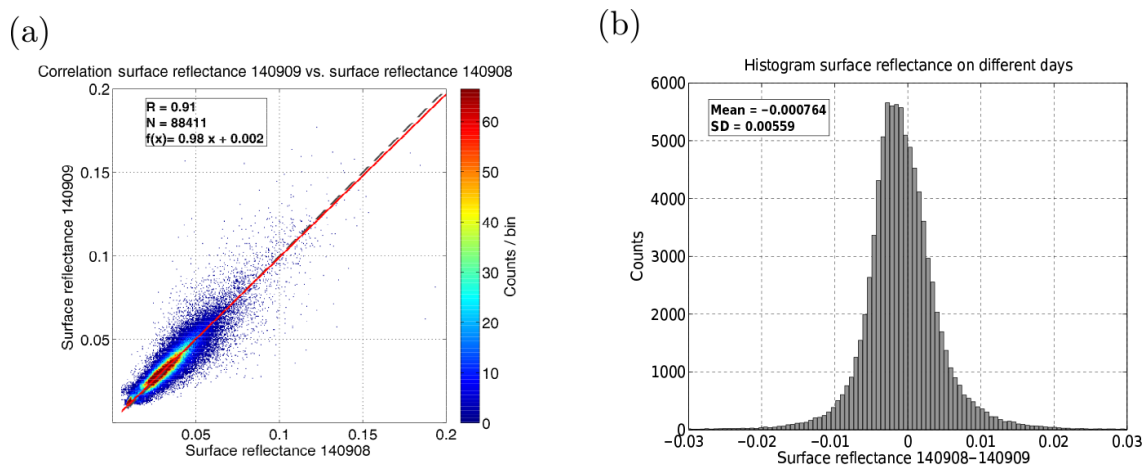 (a)
Correlation surface reflectance 140909 vs. surface reflectance 140908
R = 0.91
N = 88411
f(x)= 0.98 x + 0.002
Surface reflectance 140909
0.2
0.15
0.1
0.05
0.05
0.1
0.15
0.2
Surface reflectance 140908
60
50
40
30
20
10
0
Counts / bin
(b)
Histogram surface reflectance on different days
Mean = −0.000764
SD = 0.00559
Counts
6000
5000
4000
3000
2000
1000
0
−0.03
−0.02
−0.01
0
0.01
0.02
0.03
Surface reflectance 140908−140909